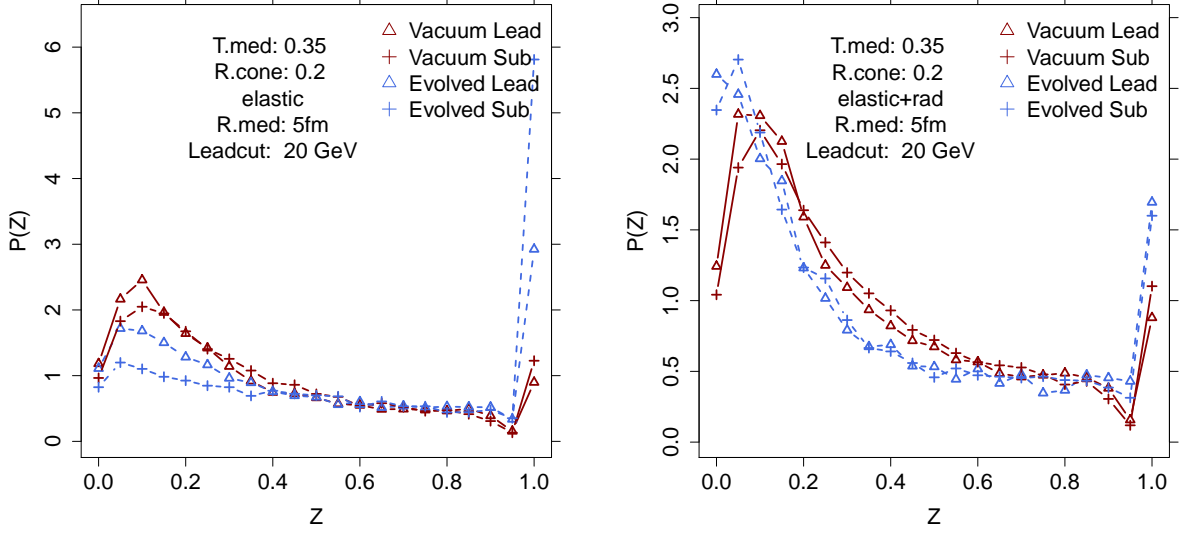 T.med: 0.35
R.cone: 0.2
elastic
R.med: 5fm
Leadcut: 20 GeV
Vacuum Lead
Vacuum Sub
Evolved Lead
Evolved Sub
P(Z)
6
5
4
3
2
1
0
0.0 0.2 0.4 0.6 0.8 1.0
Z
T.med: 0.35
R.cone: 0.2
elastic+rad
R.med: 5fm
Leadcut: 20 GeV
Vacuum Lead
Vacuum Sub
Evolved Lead
Evolved Sub
P(Z)
3.0
2.5
2.0
1.5
1.0
0.5
0.0
0.0 0.2 0.4 0.6 0.8 1.0
Z